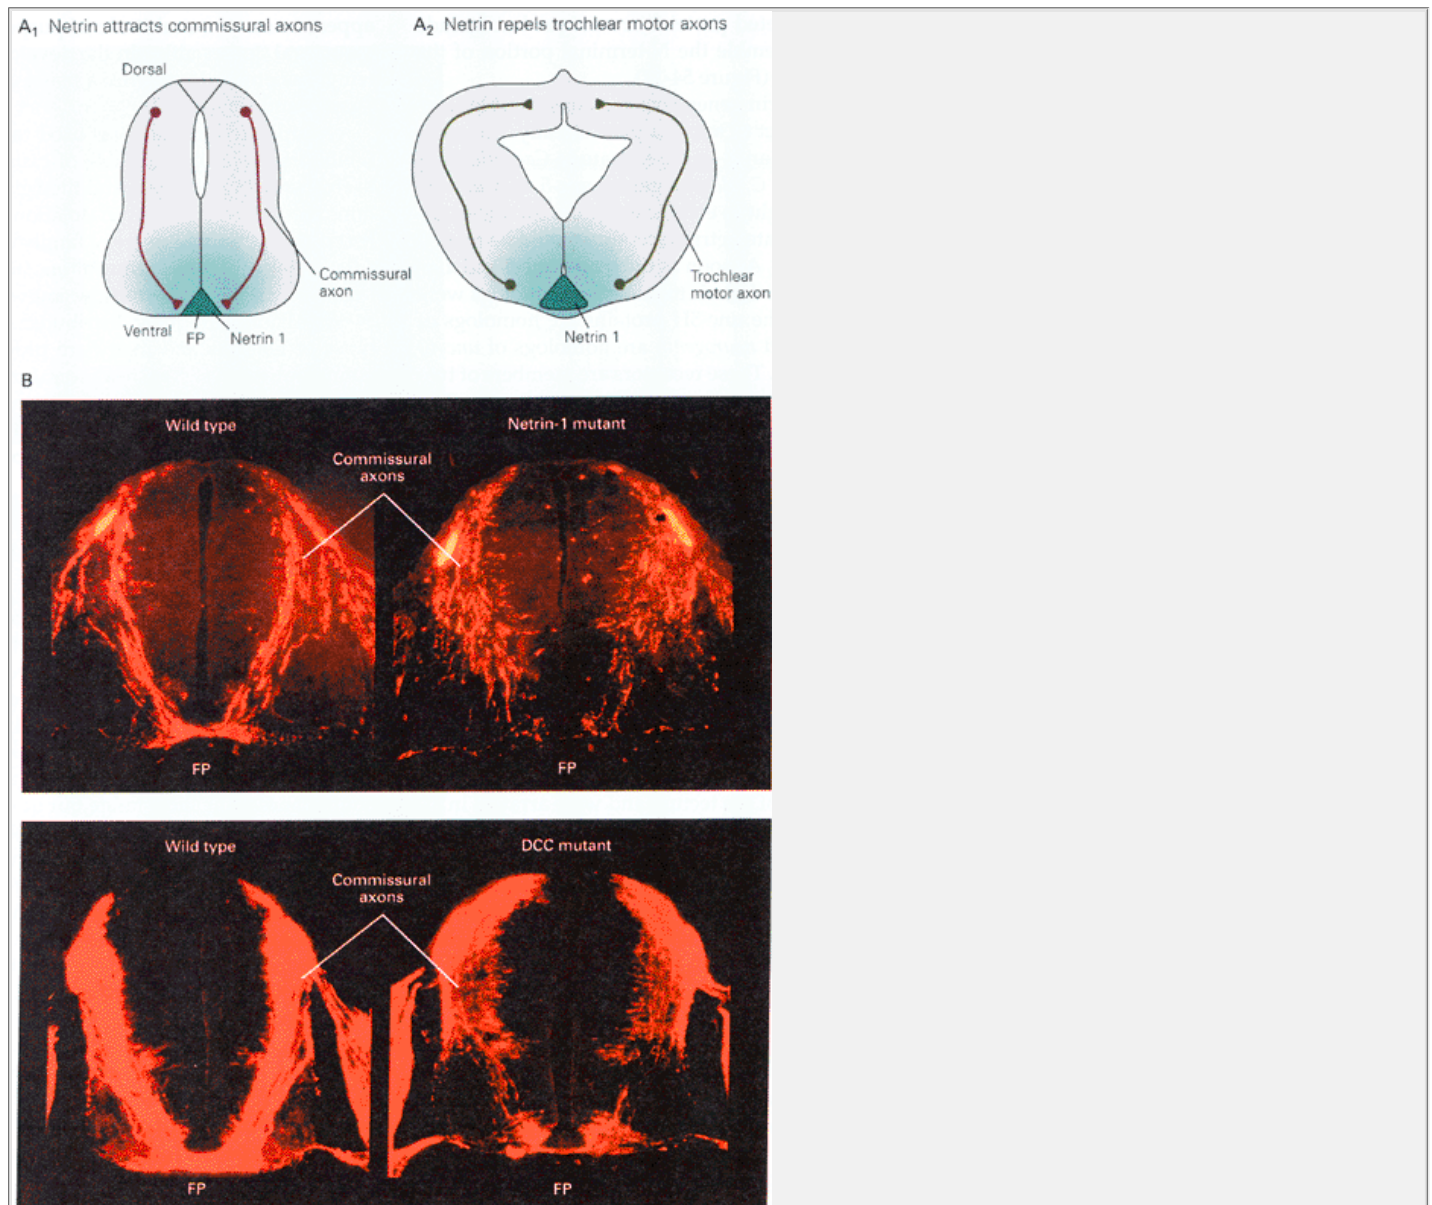 A1 Netrin attracts commissural axons
A2 Netrin repels trochlear motor axons
Dorsal
Commissural
axon
Ventral
FP
Netrin 1
Trochlear
motor axon
Netrin 1
B
Wild type
Netrin-1 mutant
Commissural
axons
FP
FP
Wild type
DCC mutant
Commissural
axons
FP
FP